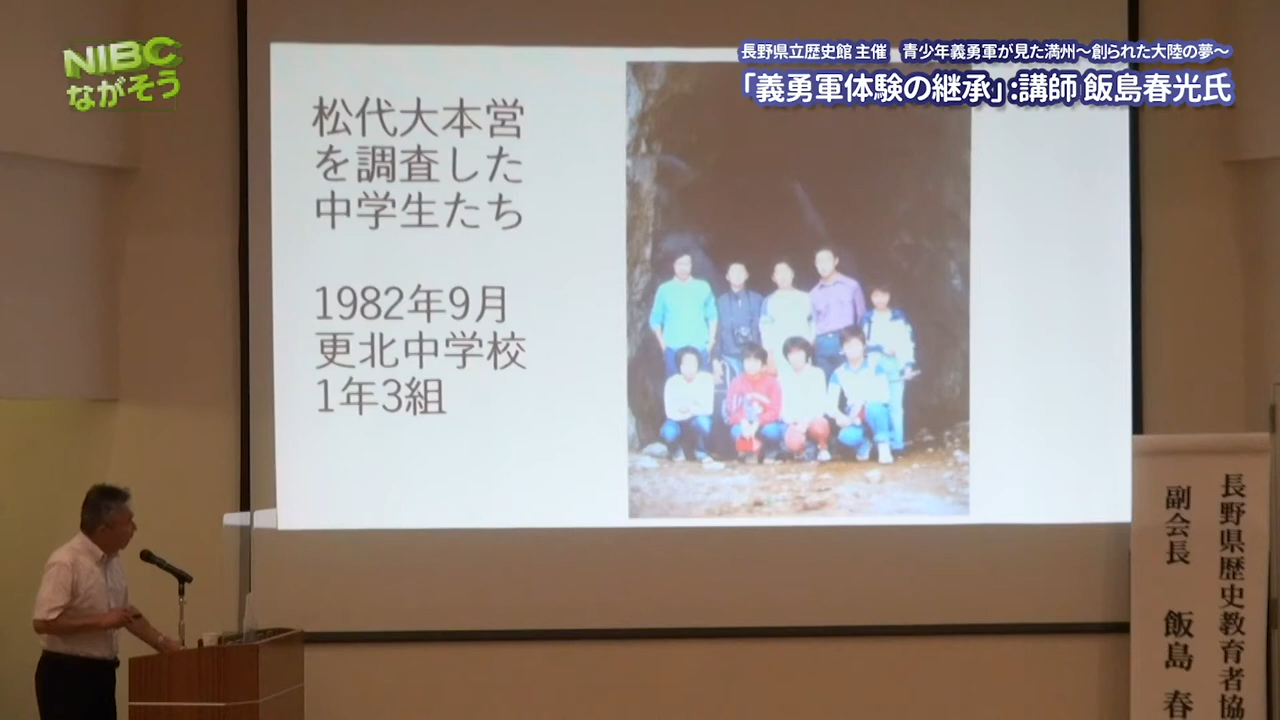 NIBC
ながそう
長野県立歴史館 主催　青少年義勇軍が見た満州～創られた大陸の夢～
「義勇軍体験の継承」:講師 飯島春光氏
松代大本営
を調査した
中学生たち
1982年9月
更北中学校
1年3組
長野県歴史教育者協
副会長　飯島 春